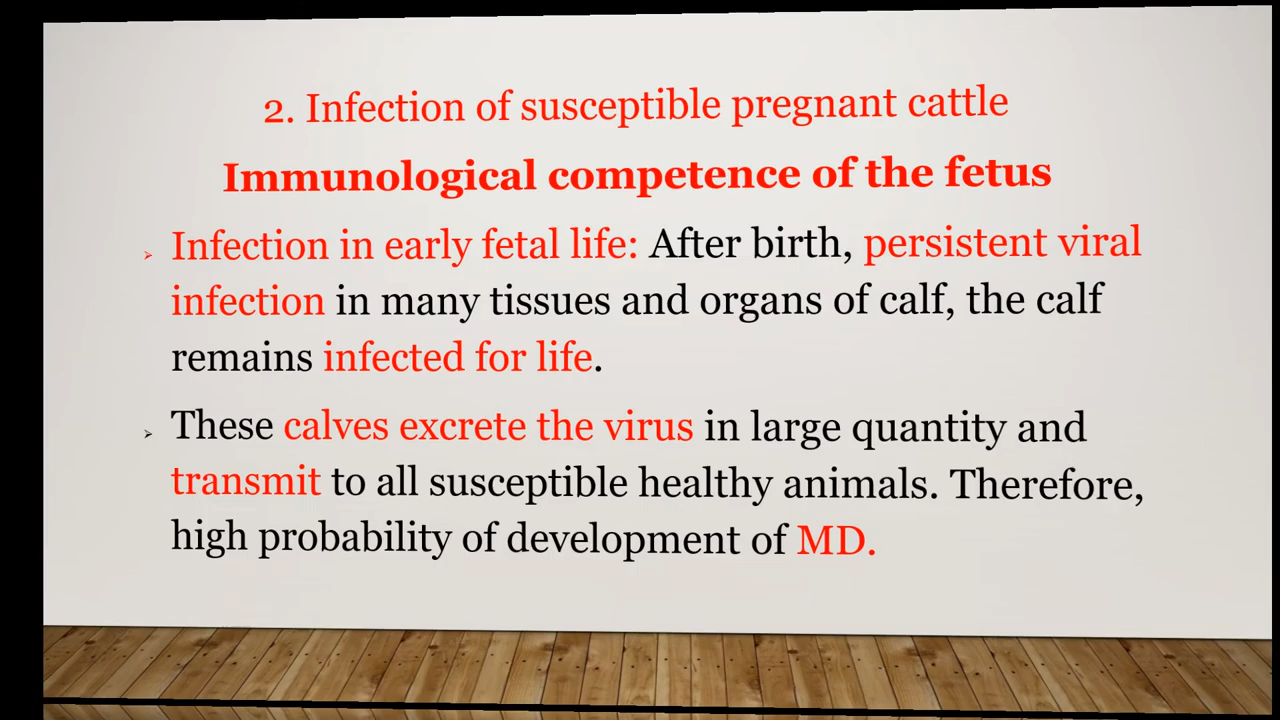 2. Infection of susceptible pregnant cattle
Immunological competence of the fetus
Infection in early fetal life: After birth, persistent viral
infection in many tissues and organs of calf, the calf
remains infected for life.
These calves excrete the virus in large quantity and
transmit to all susceptible healthy animals. Therefore,
high probability of development of MD.